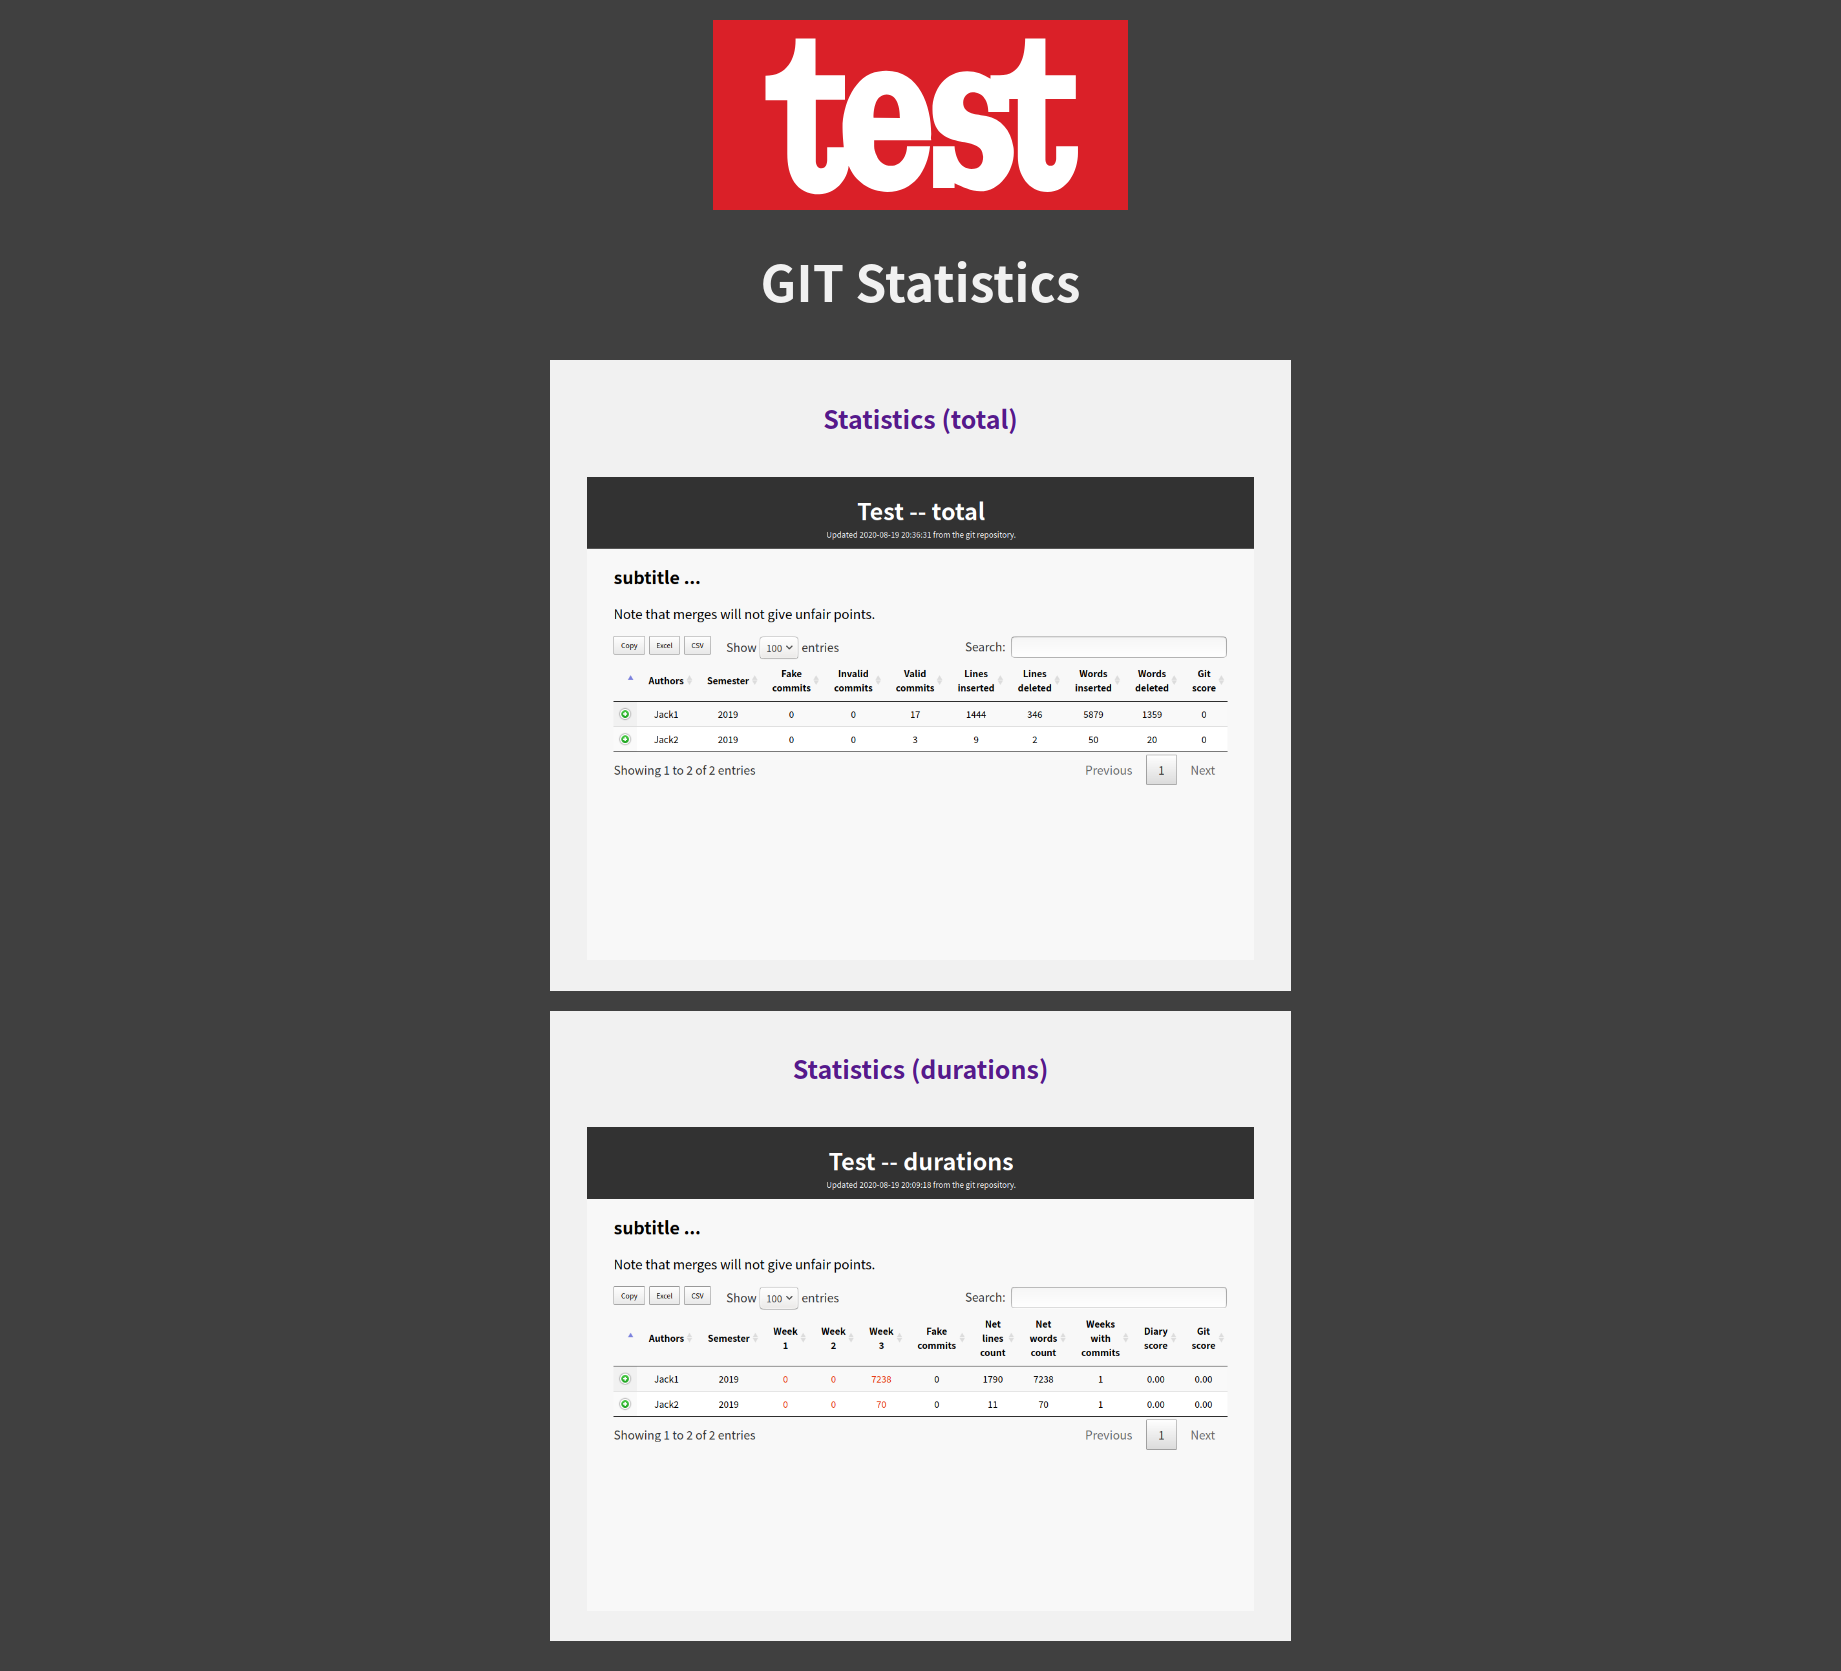 test
GIT Statistics
Statistics (total)
Test -- total
Updated 2020-08-19 20:36:31 from the git repository.
subtitle ...
Note that merges will not give unfair points.
Copy Excel CSV Show 100 entries Search:
Authors Semester Fake commits Invalid commits Valid commits Lines inserted Lines deleted Words inserted Words deleted Git score
Jack1 2019 0 0 17 1444 346 5879 1359 0
Jack2 2019 0 0 3 9 2 50 20 0
Showing 1 to 2 of 2 entries Previous 1 Next
Statistics (durations)
Test -- durations
Updated 2020-08-19 20:09:18 from the git repository.
subtitle ...
Note that merges will not give unfair points.
Copy Excel CSV Show 100 entries Search:
Authors Semester Week 1 Week 2 Week 3 Fake commits Net lines count Net words count Weeks with commits Diary score Git score
Jack1 2019 0 0 7238 0 1790 7238 1 0.00 0.00
Jack2 2019 0 0 70 0 11 70 1 0.00 0.00
Showing 1 to 2 of 2 entries Previous 1 Next